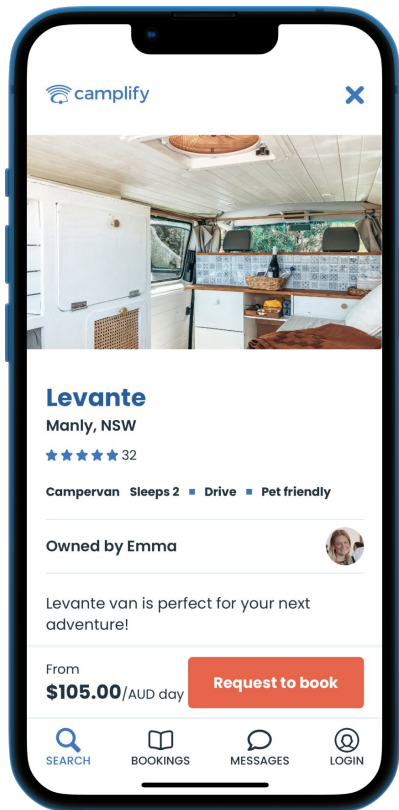 camplify
Levante
Manly, NSW
32
Campervan Sleeps 2 ▪ Drive ▪ Pet friendly
Owned by Emma
Levante van is perfect for your next
adventure!
From
$105.00/AUD day
Request to book
SEARCH BOOKINGS MESSAGES LOGIN